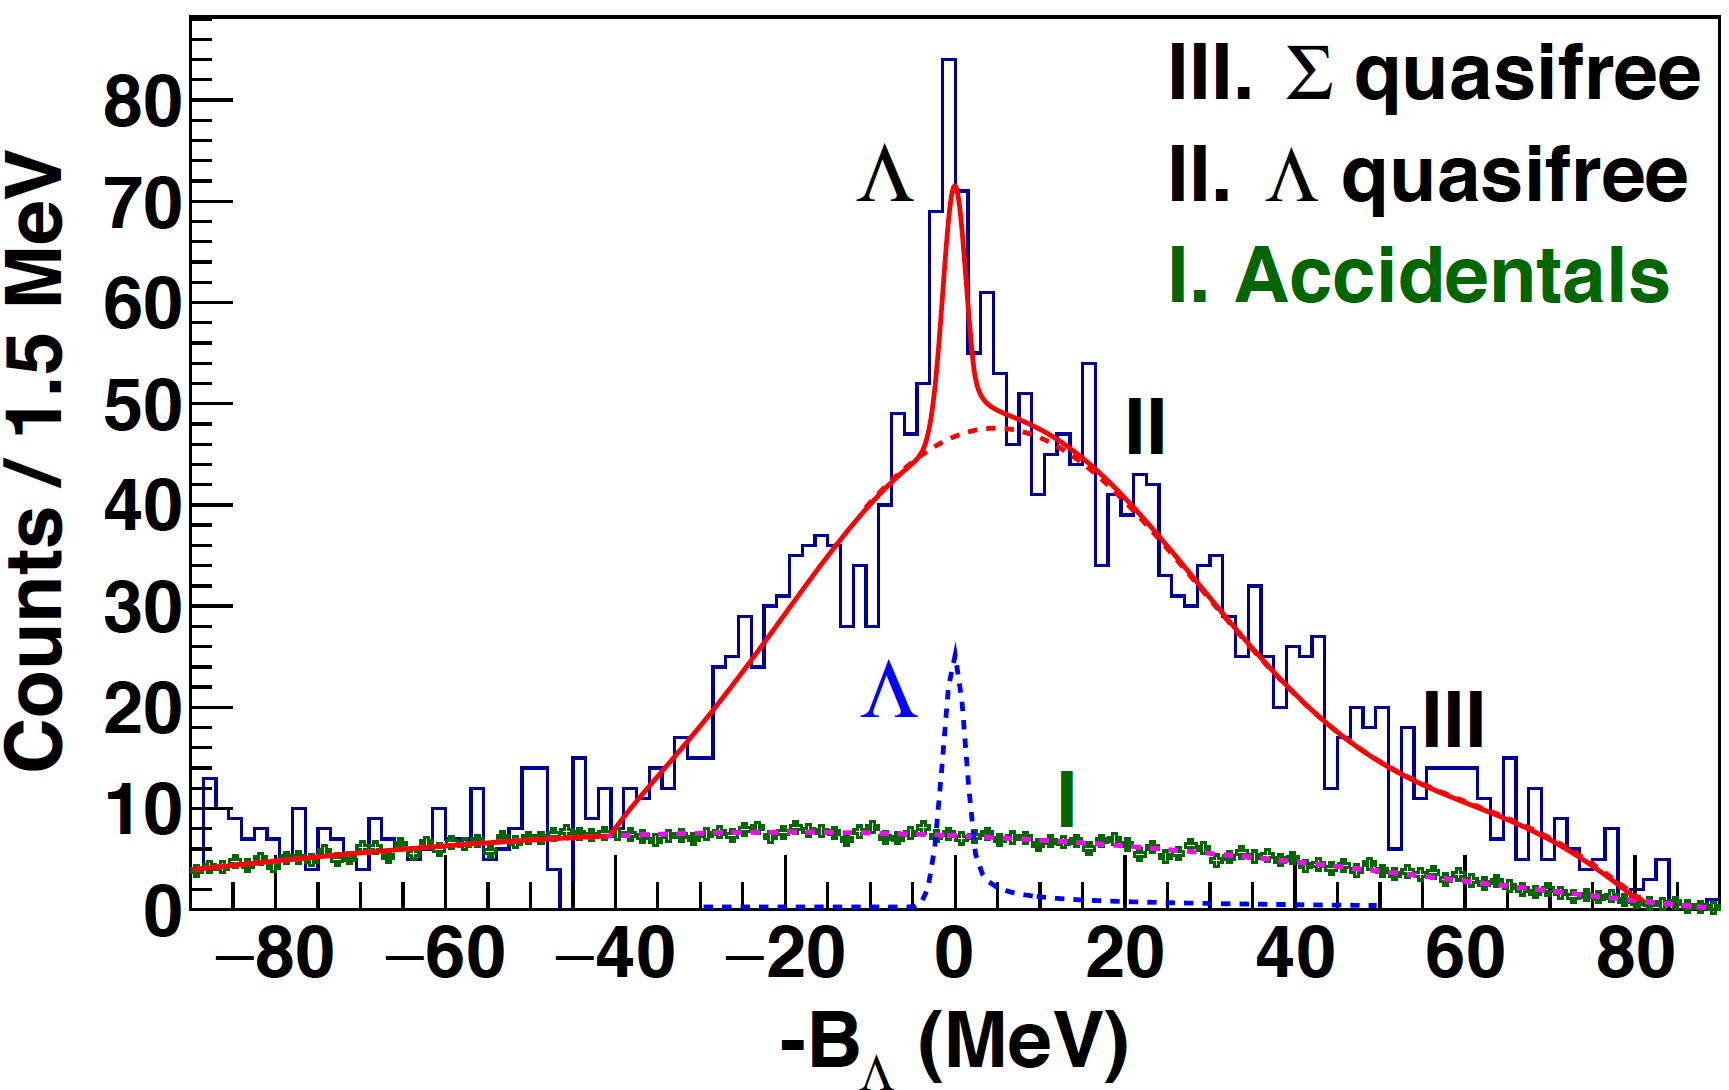 III. Σ quasifree
II. Λ quasifree
I. Accidentals
Counts / 1.5 MeV
80
70
60
50
40
30
20
10
0
Λ
II
Λ
III
I
−80 −60 −40 −20 0 20 40 60 80
-B_Λ (MeV)